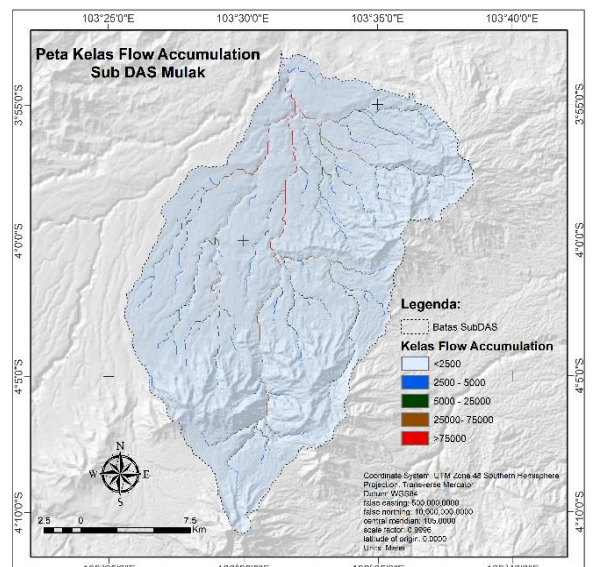 103°25'0"E 103°30'0"E 103°35'0"E 103°40'0"E
Peta Kelas Flow Accumulation
Sub DAS Mulak
3°55'0"S 3°55'0"S
4°0'0"S 4°0'0"S
Legenda:
Batas SubDAS
Kelas Flow Accumulation
<2500
2500 - 5000
5000 - 25000
25000- 75000
>75000
4°5'0"S 4°5'0"S
N
W E
S
Coordinate System: UTM Zone 48 Southern Hemisphere
Projection: Transverse Mercator
Datum: WGS84
false easting: 500,000.0000
false northing: 10,000,000.0000
central meridian: 105.0000
scale factor: 0.9996
latitude of origin: 0.0000
Units: Meter
4°10'0"S 4°10'0"S
2.5 0 7.5
Km